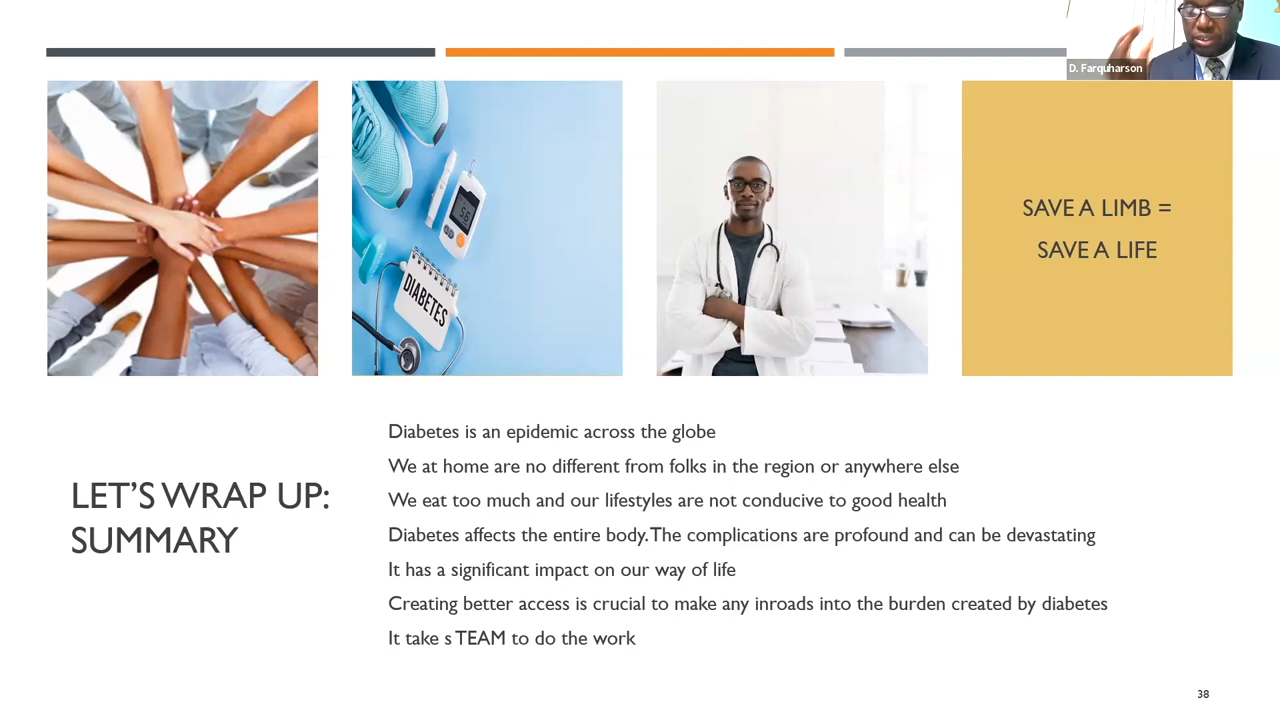 D. Farquharson
SAVE A LIMB =
SAVE A LIFE
56
DIABETES
LET'S WRAP UP:
SUMMARY
Diabetes is an epidemic across the globe
We at home are no different from folks in the region or anywhere else
We eat too much and our lifestyles are not conducive to good health
Diabetes affects the entire body. The complications are profound and can be devastating
It has a significant impact on our way of life
Creating better access is crucial to make any inroads into the burden created by diabetes
It take s TEAM to do the work
38